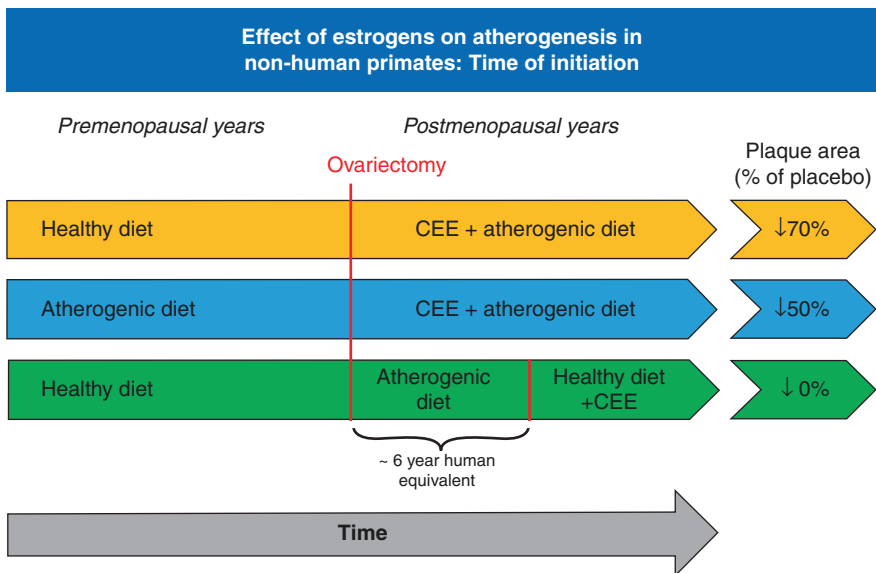 Effect of estrogens on atherogenesis in
non-human primates: Time of initiation
Premenopausal years
Postmenopausal years
Ovariectomy
Plaque area
(% of placebo)
Healthy diet
CEE + atherogenic diet
↓70%
Atherogenic diet
CEE + atherogenic diet
↓50%
Healthy diet
Atherogenic
diet
Healthy diet
+CEE
↓ 0%
~ 6 year human
equivalent
Time